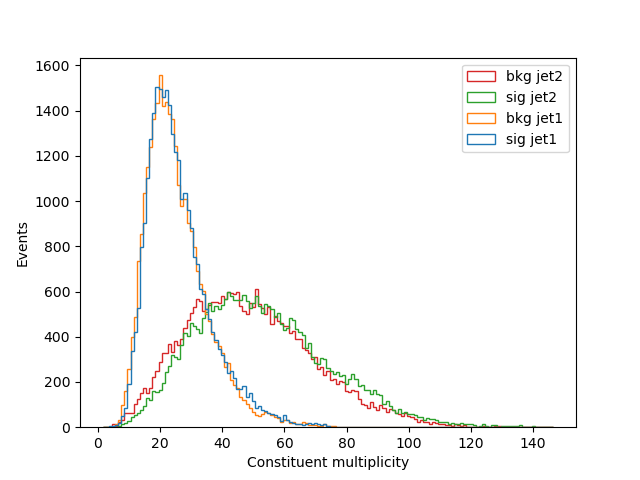 1600
1400
1200
1000
800
600
400
200
0
Events
0 20 40 60 80 100 120 140
Constituent multiplicity
bkg jet2
sig jet2
bkg jet1
sig jet1